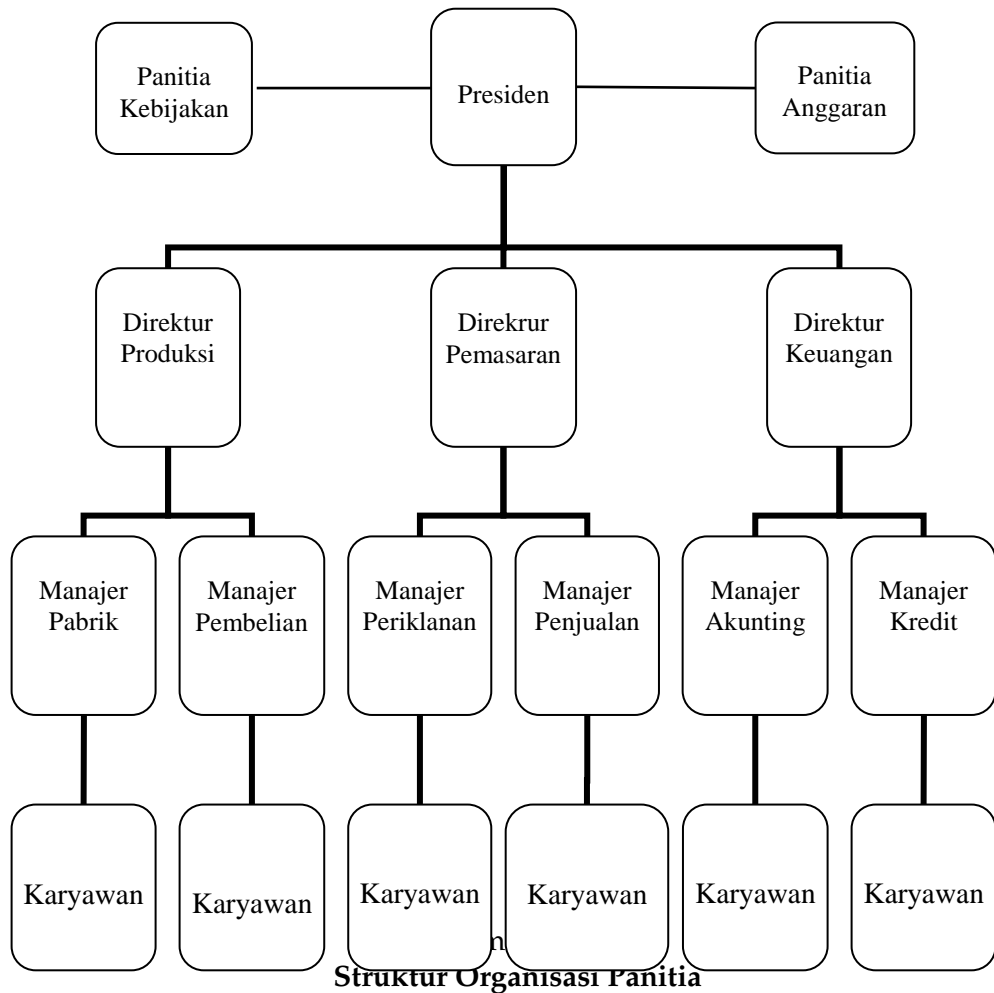 Panitia
Kebijakan
Presiden
Panitia
Anggaran
Direktur
Produksi
Direkrur
Pemasaran
Direktur
Keuangan
Manajer
Pabrik
Manajer
Pembelian
Manajer
Periklanan
Manajer
Penjualan
Manajer
Akunting
Manajer
Kredit
Karyawan
Karyawan
Karyawan
Karyawan
Karyawan
Karyawan
Struktur Organisasi Panitia